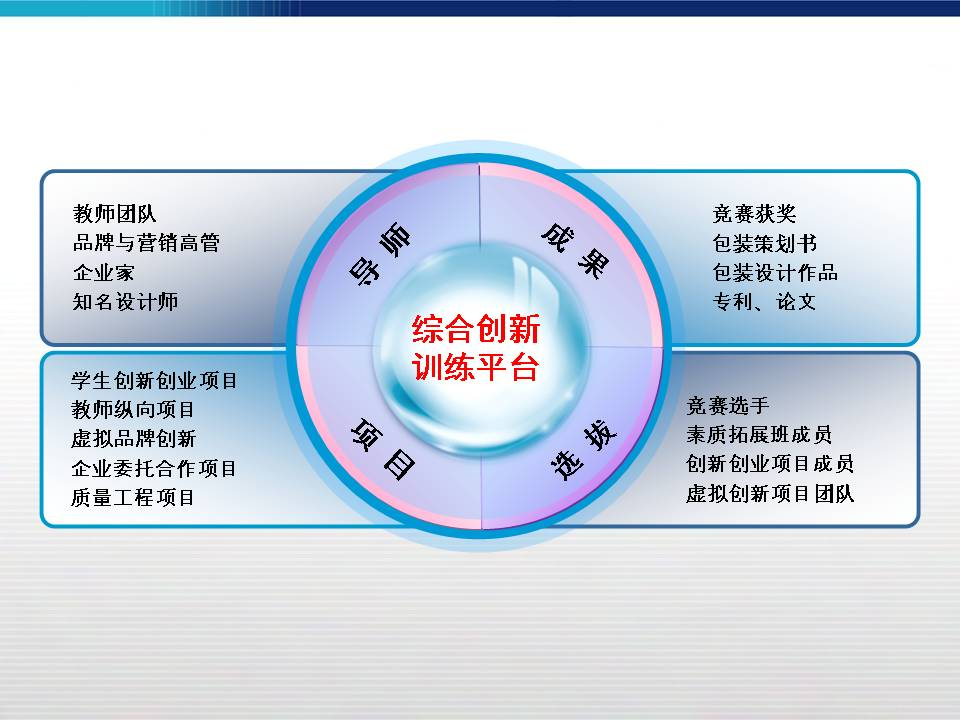 教师团队
品牌与营销高管
企业家
知名设计师
导师
成果
竞赛获奖
包装策划书
包装设计作品
专利、论文
综合创新
训练平台
学生创新创业项目
教师纵向项目
虚拟品牌创新
企业委托合作项目
质量工程项目
项目
选拔
竞赛选手
素质拓展班成员
创新创业项目成员
虚拟创新项目团队